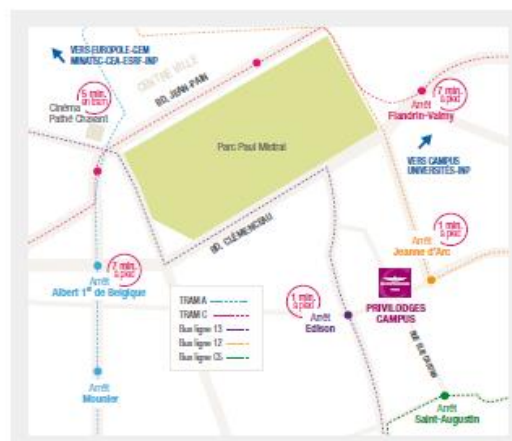 VERS EUROPOLE-GEM
MINATEC-CEA-ESRF-INP
CENTRE VILLE
BD. JEAN-PAIN
5 min.
en tram
Cinéma
Pathé Chavant
Parc Paul Mistral
7 min.
à pied
Arrêt
Flandrin-Valmy
VERS CAMPUS
UNIVERSITÉS-INP
BD. CLÉMENCEAU
1 min.
à pied
Arrêt
Jeanne d'Arc
7 min.
à pied
Arrêt
Albert 1er de Belgique
TRAM A
TRAM C
Bus ligne 13
Bus ligne 12
Bus ligne C5
1 min.
à pied
Arrêt
Edison
PRIVILODGES
CAMPUS
Arrêt
Mounier
Arrêt
Saint-Augustin